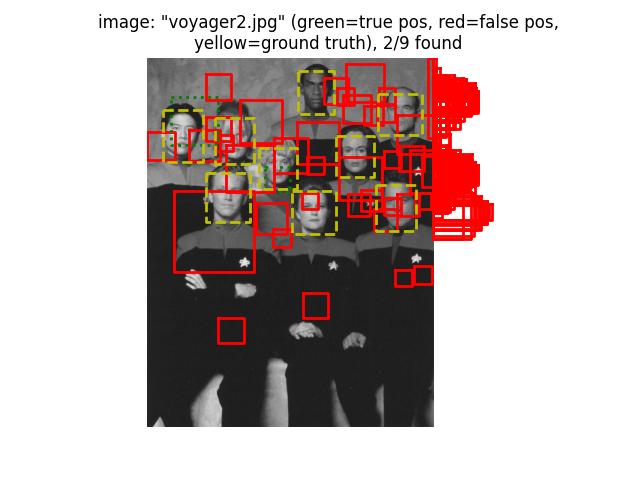 image: "voyager2.jpg" (green=true pos, red=false pos,
yellow=ground truth), 2/9 found